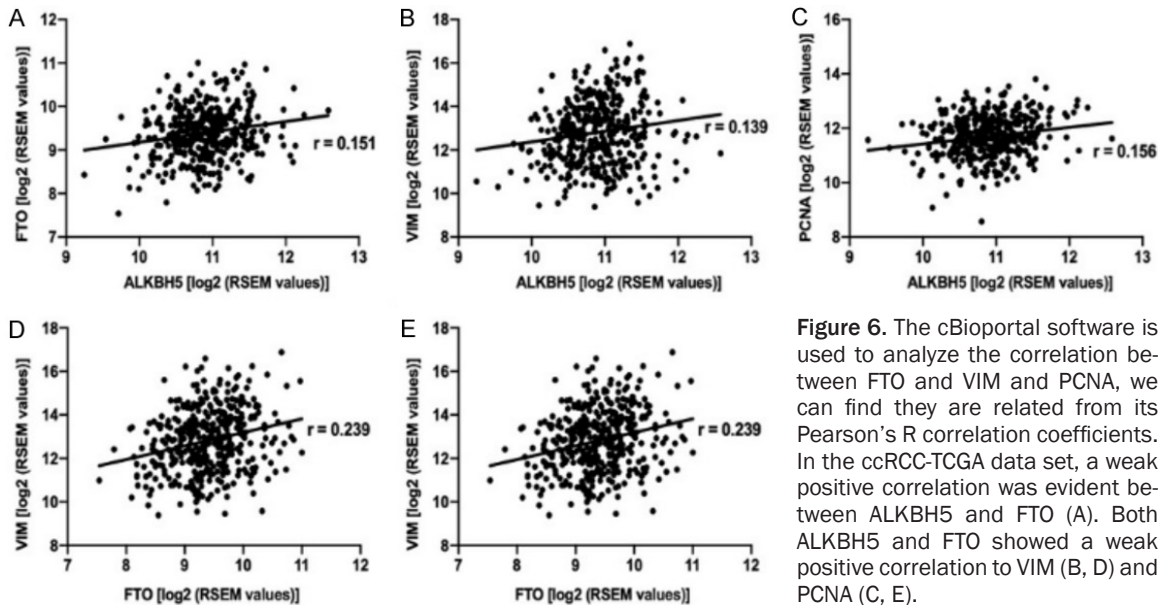 A
FTO [log2 (RSEM values)]
12
11
10
9
8
7
r = 0.151
9
10
11
12
13
ALKBH5 [log2 (RSEM values)]
B
VIM [log2 (RSEM values)]
18
16
14
12
10
8
r = 0.139
9
10
11
12
13
ALKBH5 [log2 (RSEM values)]
C
PCNA [log2 (RSEM values)]
16
14
12
10
8
r = 0.156
9
10
11
12
13
ALKBH5 [log2 (RSEM values)]
D
VIM [log2 (RSEM values)]
18
16
14
12
10
8
r = 0.239
7
8
9
10
11
12
FTO [log2 (RSEM values)]
E
VIM [log2 (RSEM values)]
18
16
14
12
10
8
r = 0.239
7
8
9
10
11
12
FTO [log2 (RSEM values)]
Figure 6. The cBioportal software is
used to analyze the correlation be-
tween FTO and VIM and PCNA, we
can find they are related from its
Pearson's R correlation coefficients.
In the ccRCC-TCGA data set, a weak
positive correlation was evident be-
tween ALKBH5 and FTO (A). Both
ALKBH5 and FTO showed a weak
positive correlation to VIM (B, D) and
PCNA (C, E).